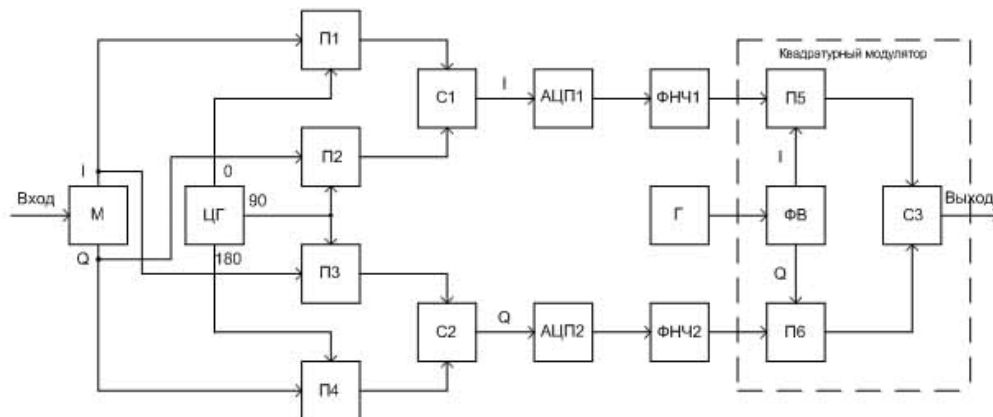 П1
Квадратурный модулятор
С1
I
АЦП1
ФНЧ1
П5
П2
I
0
I
Вход
М
ЦГ
90
Г
ФВ
С3
Выход
Q
180
П3
Q
С2
Q
АЦП2
ФНЧ2
П6
П4